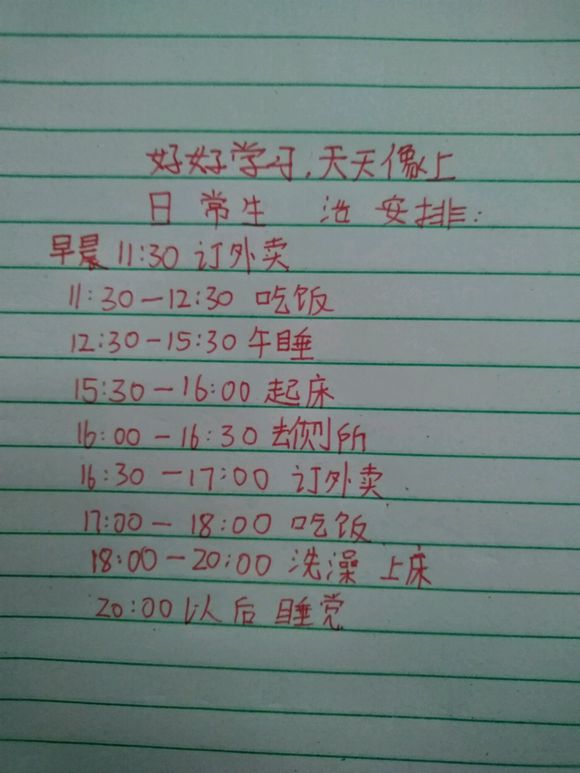 好好学习,天天像上
日常生 活 安排:
早晨 11:30 订外卖
11:30-12:30 吃饭
12:30-15:30 午睡
15:30-16:00 起床
16:00-16:30 去侧所
16:30-17:00 订外卖
17:00-18:00 吃饭
18:00-20:00 洗澡 上床
20:00 以后 睡觉